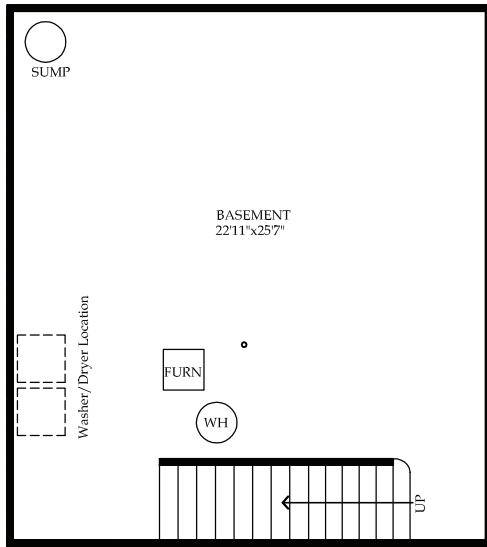 SUMP
BASEMENT
22'11"x25'7"
Washer/Dryer Location
FURN
WH
UP